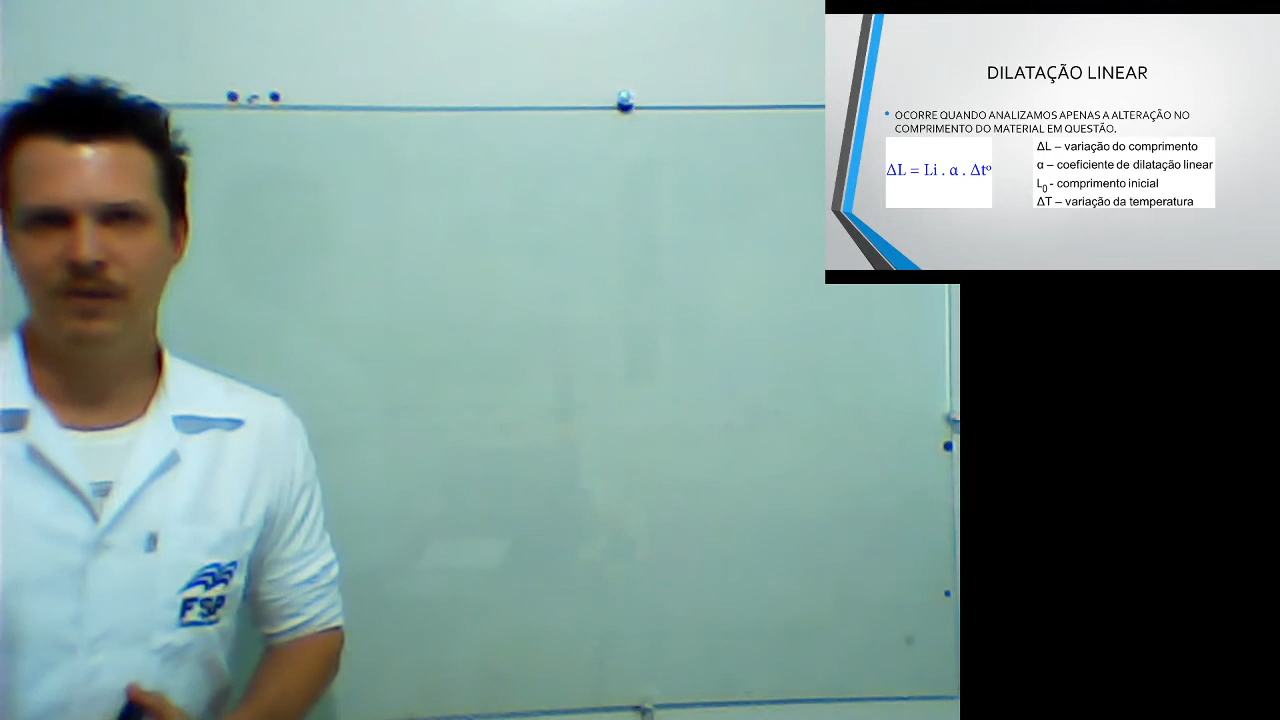 DILATAÇÃO LINEAR
• OCORRE QUANDO ANALIZAMOS APENAS A ALTERAÇÃO NO
COMPRIMENTO DO MATERIAL EM QUESTÃO.
ΔL = Li . α . Δtº
ΔL – variação do comprimento
α – coeficiente de dilatação linear
L₀ - comprimento inicial
ΔT – variação da temperatura
FSP